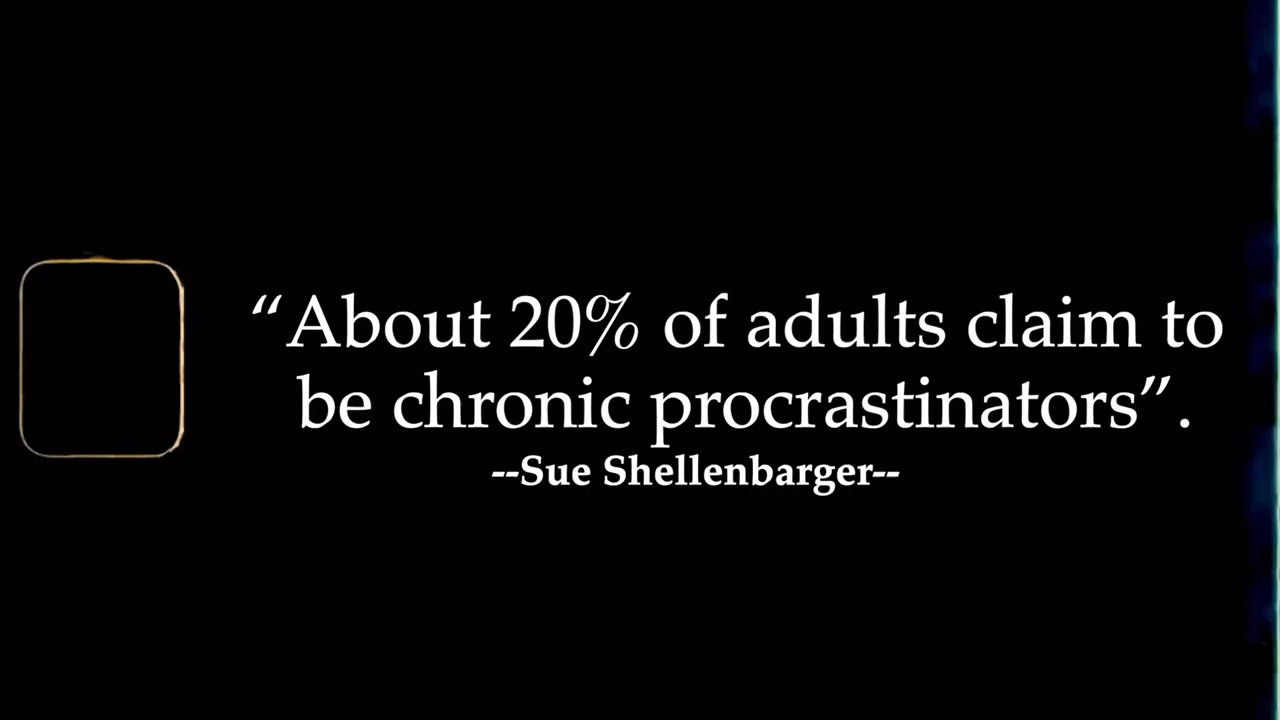 “About 20% of adults claim to
be chronic procrastinators”.
--Sue Shellenbarger--